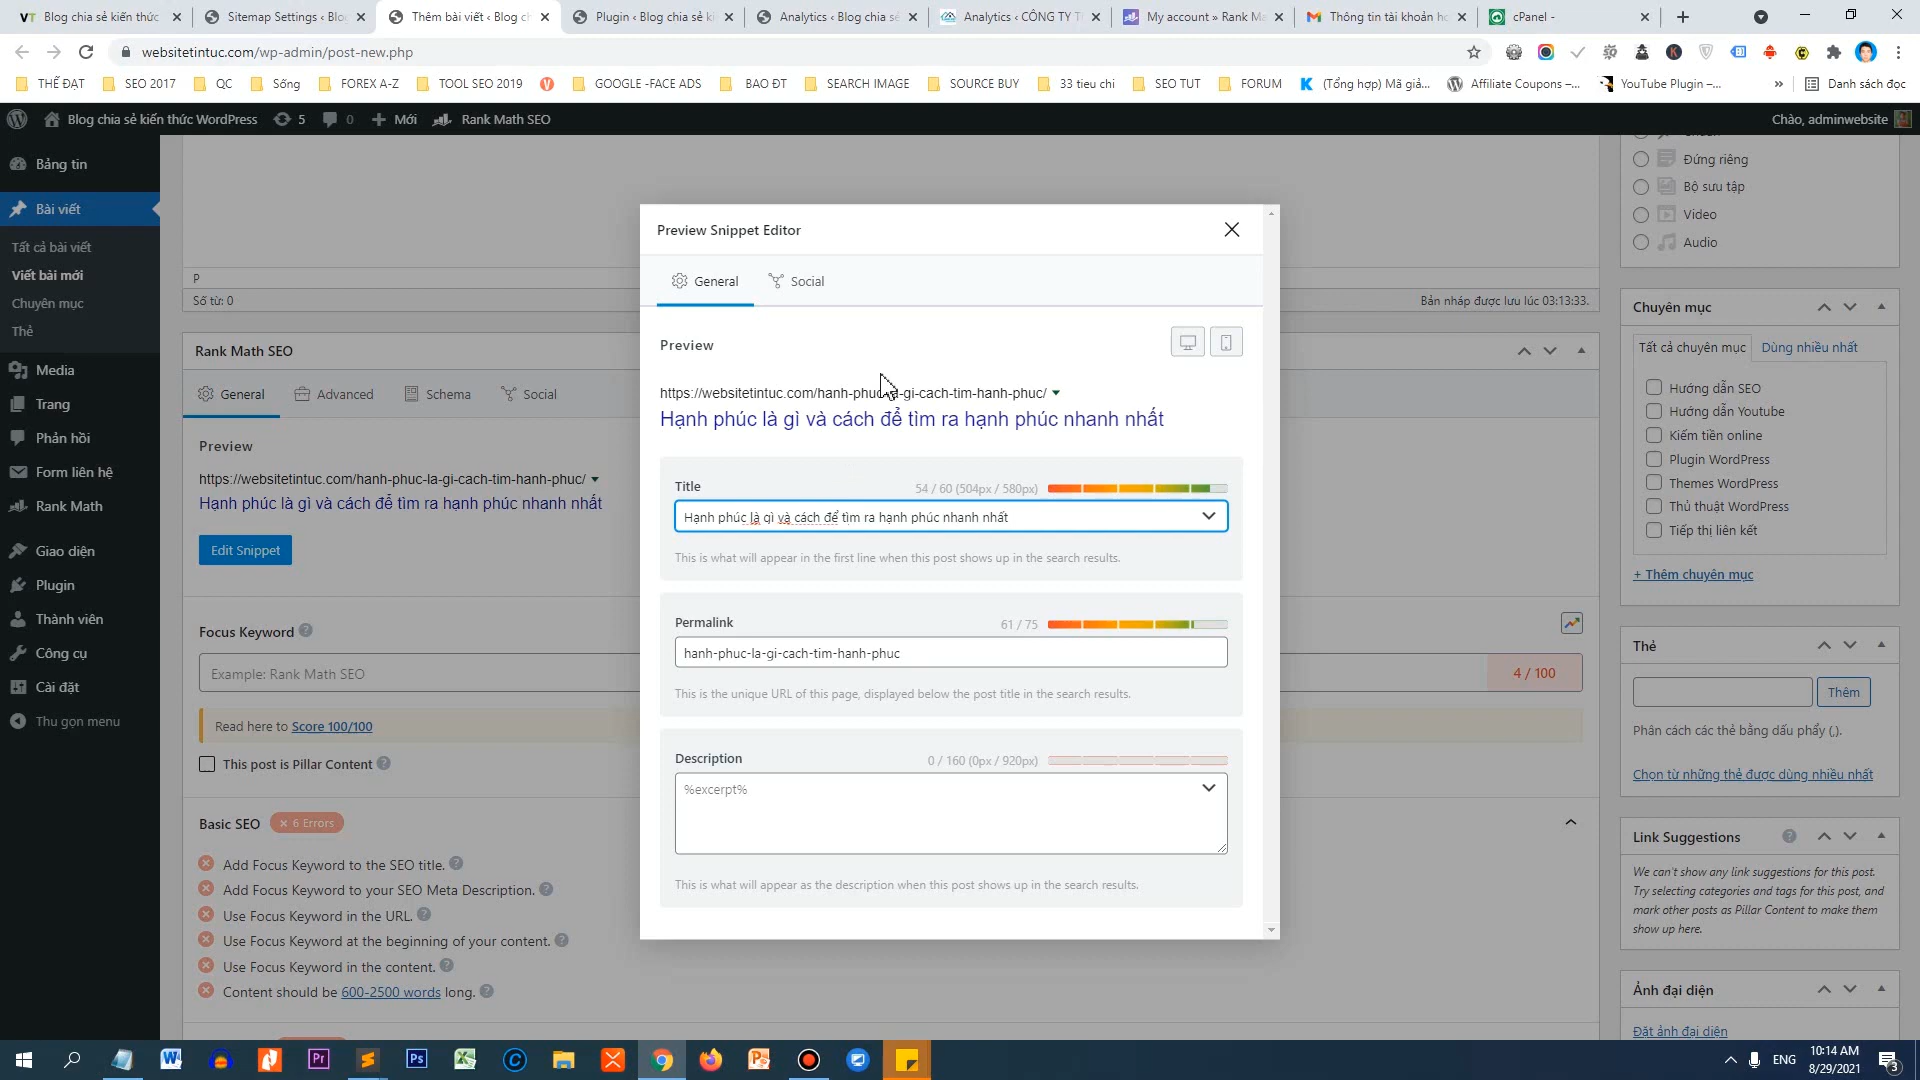 Blog chia sẻ kiến thức
Sitemap Settings ‹ Blo
Thêm bài viết ‹ Blog ch
Plugin ‹ Blog chia sẻ k
Analytics ‹ Blog chia sẻ
Analytics ‹ CÔNG TY T
My account » Rank M
Thông tin tài khoản h
cPanel -
websitetintuc.com/wp-admin/post-new.php
THẾ ĐẠT
SEO 2017
QC
Sống
FOREX A-Z
TOOL SEO 2019
GOOGLE -FACE ADS
BAO ĐT
SEARCH IMAGE
SOURCE BUY
33 tieu chi
SEO TUT
FORUM
(Tổng hợp) Mã giả...
Affiliate Coupons –...
YouTube Plugin –...
»
Danh sách đọc
Blog chia sẻ kiến thức WordPress
5
0
Mới
Rank Math SEO
Chào, adminwebsite
Bảng tin
Bài viết
Tất cả bài viết
Viết bài mới
Chuyên mục
Thẻ
Media
Trang
Phản hồi
Form liên hệ
Rank Math
Giao diện
Plugin
Thành viên
Công cụ
Cài đặt
Thu gọn menu
P
Số từ: 0
Bản nháp được lưu lúc 03:13:33.
Rank Math SEO
General
Advanced
Schema
Social
Preview
https://websitetintuc.com/hanh-phuc-la-gi-cach-tim-hanh-phuc/
Hạnh phúc là gì và cách để tìm ra hạnh phúc nhanh nhất
Edit Snippet
Focus Keyword
Example: Rank Math SEO
4 / 100
Read here to Score 100/100
This post is Pillar Content
Basic SEO
× 6 Errors
Add Focus Keyword to the SEO title.
Add Focus Keyword to your SEO Meta Description.
Use Focus Keyword in the URL.
Use Focus Keyword at the beginning of your content.
Use Focus Keyword in the content.
Content should be 600-2500 words long.
Preview Snippet Editor
General
Social
Preview
https://websitetintuc.com/hanh-phuc-la-gi-cach-tim-hanh-phuc/
Hạnh phúc là gì và cách để tìm ra hạnh phúc nhanh nhất
Title
54 / 60 (504px / 580px)
Hạnh phúc là gì và cách để tìm ra hạnh phúc nhanh nhất
This is what will appear in the first line when this post shows up in the search results.
Permalink
61 / 75
hanh-phuc-la-gi-cach-tim-hanh-phuc
This is the unique URL of this page, displayed below the post title in the search results.
Description
0 / 160 (0px / 920px)
%excerpt%
This is what will appear as the description when this post shows up in the search results.
Đứng riêng
Bộ sưu tập
Video
Audio
Chuyên mục
Tất cả chuyên mục
Dùng nhiều nhất
Hướng dẫn SEO
Hướng dẫn Youtube
Kiếm tiền online
Plugin WordPress
Themes WordPress
Thủ thuật WordPress
Tiếp thị liên kết
+ Thêm chuyên mục
Thẻ
Thêm
Phân cách các thẻ bằng dấu phẩy (,).
Chọn từ những thẻ được dùng nhiều nhất
Link Suggestions
We can't show any link suggestions for this post.
Try selecting categories and tags for this post, and
mark other posts as Pillar Content to make them
show up here.
Ảnh đại diện
Đặt ảnh đại diện
ENG
10:14 AM
8/29/2021
3